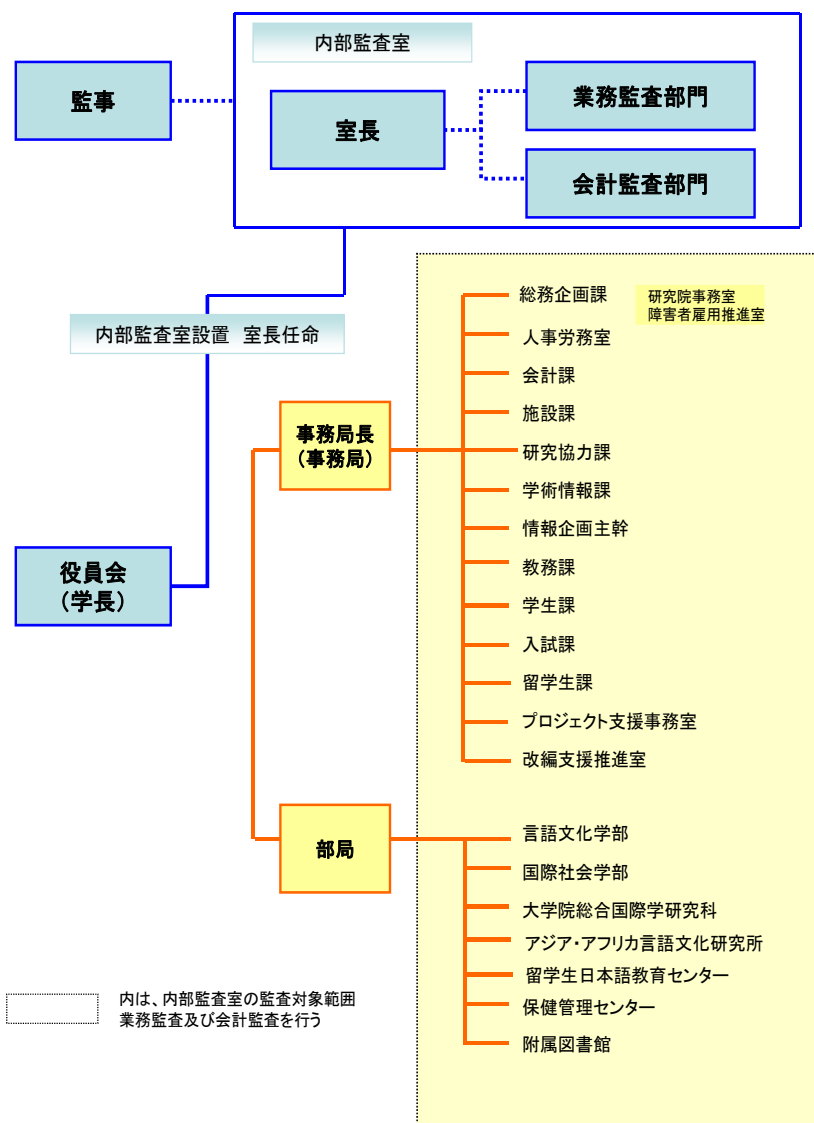 内部監査室
監事
室長
業務監査部門
会計監査部門
内部監査室設置 室長任命
役員会
（学長）
事務局長
（事務局）
総務企画課
研究院事務室
障害者雇用推進室
人事労務室
会計課
施設課
研究協力課
学術情報課
情報企画主幹
教務課
学生課
入試課
留学生課
プロジェクト支援事務室
改編支援推進室
部局
言語文化学部
国際社会学部
大学院総合国際学研究科
アジア・アフリカ言語文化研究所
留学生日本語教育センター
保健管理センター
附属図書館
内は、内部監査室の監査対象範囲
業務監査及び会計監査を行う